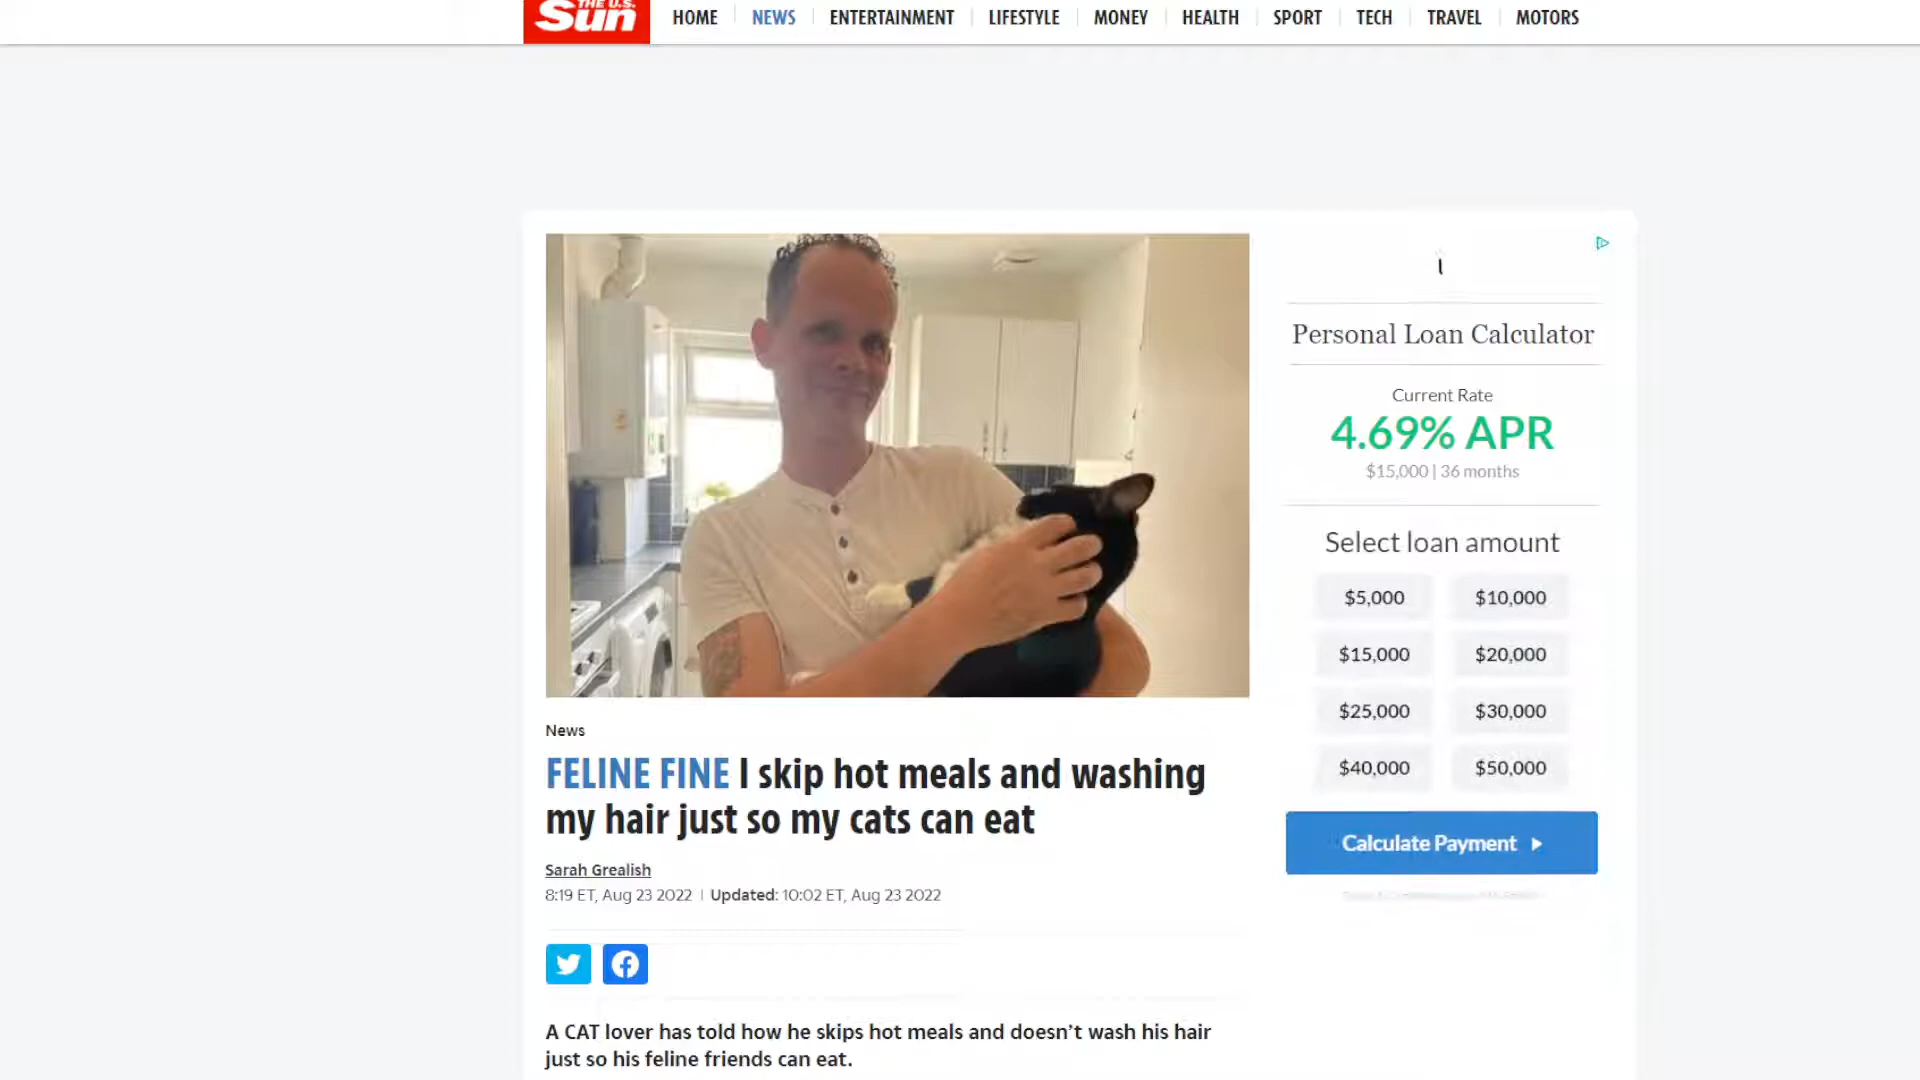 THE U.S.
Sun
HOME
NEWS
ENTERTAINMENT
LIFESTYLE
MONEY
HEALTH
SPORT
TECH
TRAVEL
MOTORS
News
FELINE FINE I skip hot meals and washing
my hair just so my cats can eat
Sarah Grealish
8:19 ET, Aug 23 2022 | Updated: 10:02 ET, Aug 23 2022
A CAT lover has told how he skips hot meals and doesn't wash his hair
just so his feline friends can eat.
Personal Loan Calculator
Current Rate
4.69% APR
$15,000 | 36 months
Select loan amount
$5,000 $10,000
$15,000 $20,000
$25,000 $30,000
$40,000 $50,000
Calculate Payment